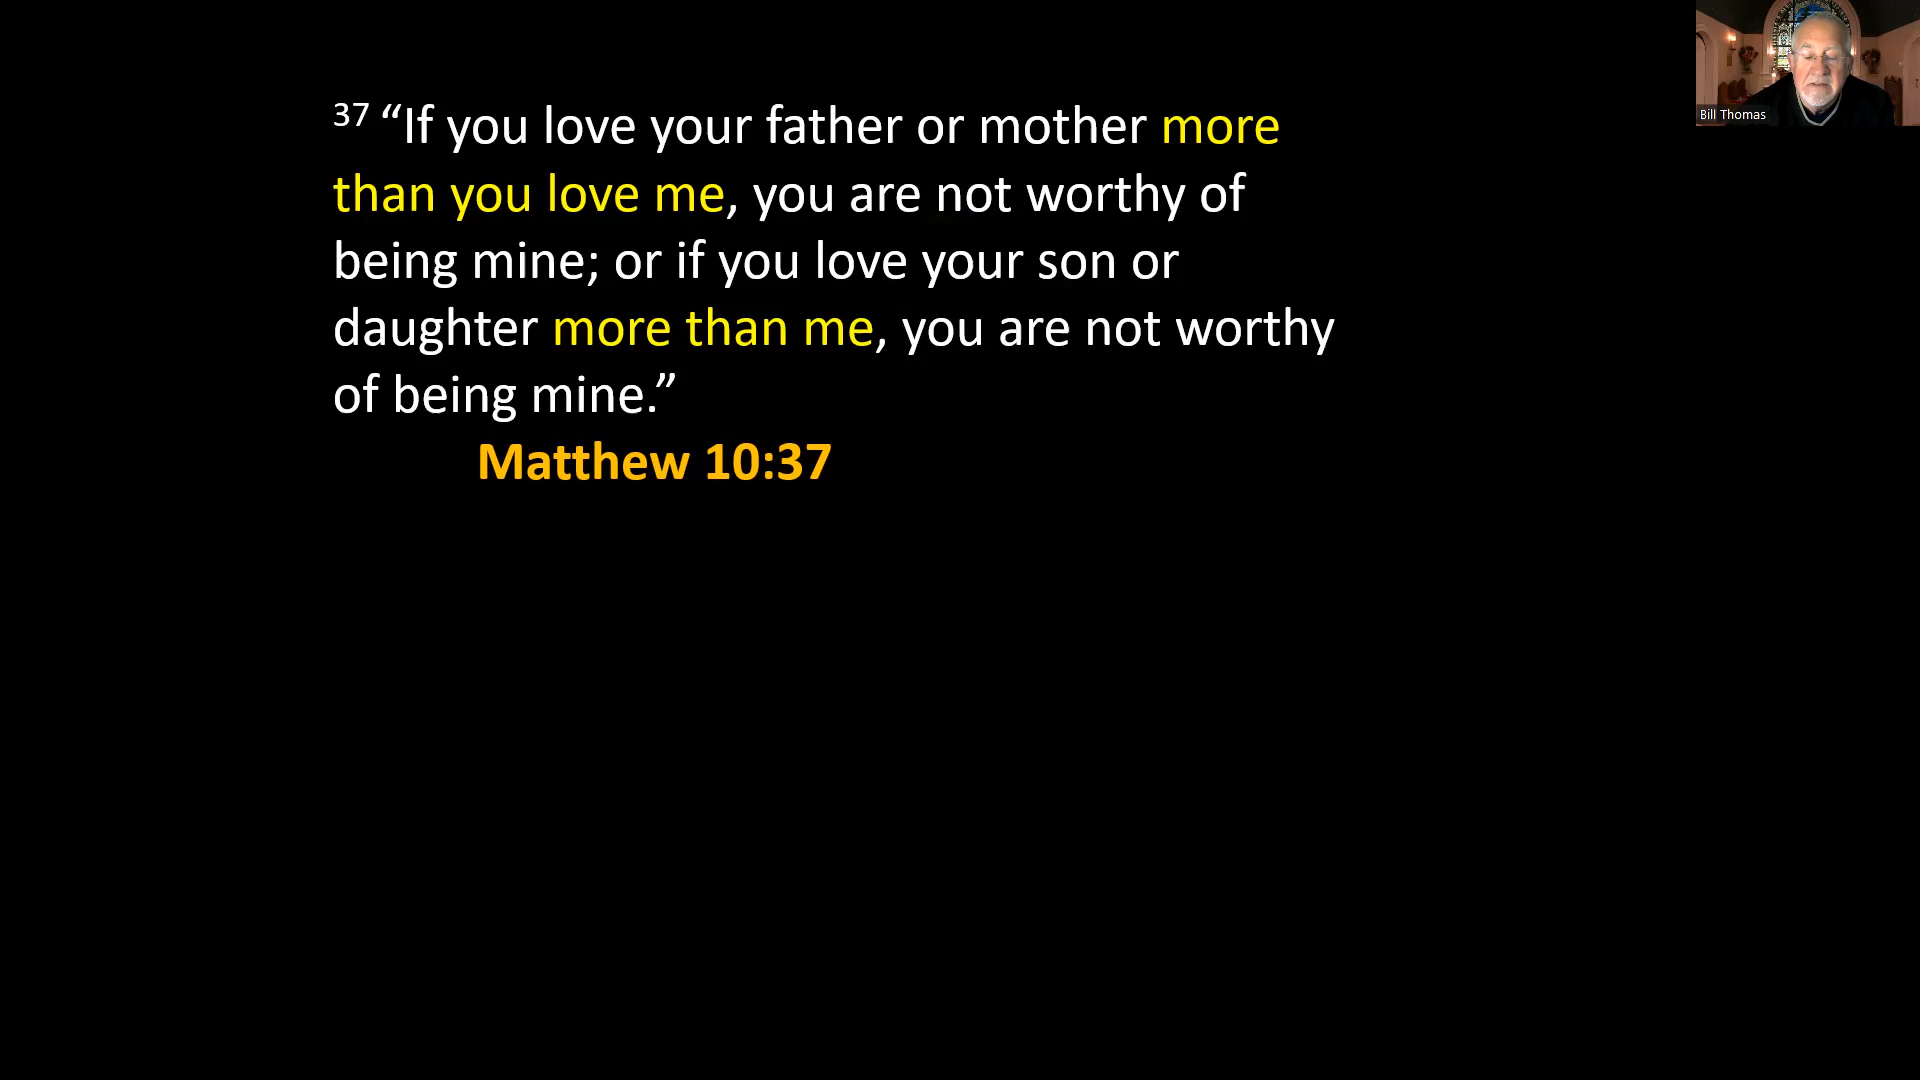 37 “If you love your father or mother more
than you love me, you are not worthy of
being mine; or if you love your son or
daughter more than me, you are not worthy
of being mine.”
Matthew 10:37
Bill Thomas